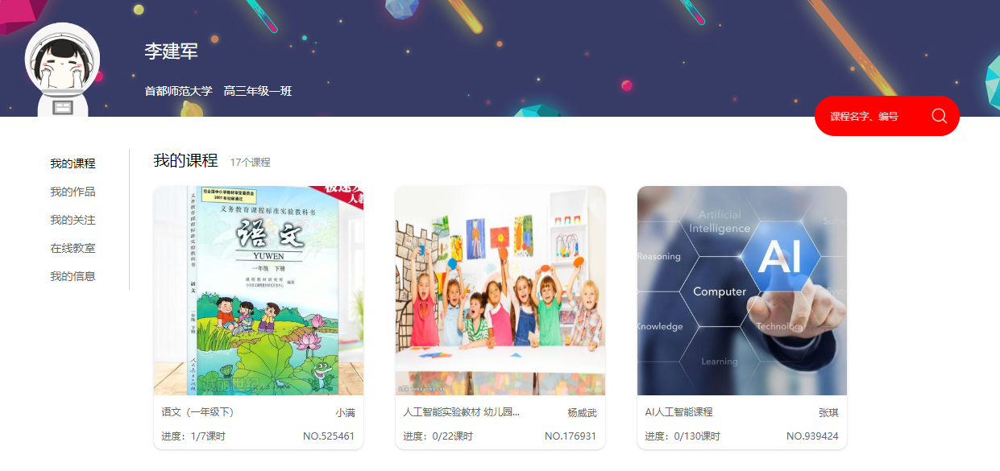 李建军
首都师范大学 高三年级一班
课程名字、编号
我的课程
我的作品
我的关注
在线教室
我的信息
我的课程 17个课程
义务教育课程标准实验教科书
语文
YUWEN
一年级 下册
语文（一年级下） 小满
进度：1/7课时 NO.525461
人工智能实验教材 幼儿园... 杨威武
进度：0/22课时 NO.176931
Artificial
Intelligence
Reasoning
AI
Computer
Knowledge
Technology
Learning
AI人工智能课程 张琪
进度：0/130课时 NO.939424